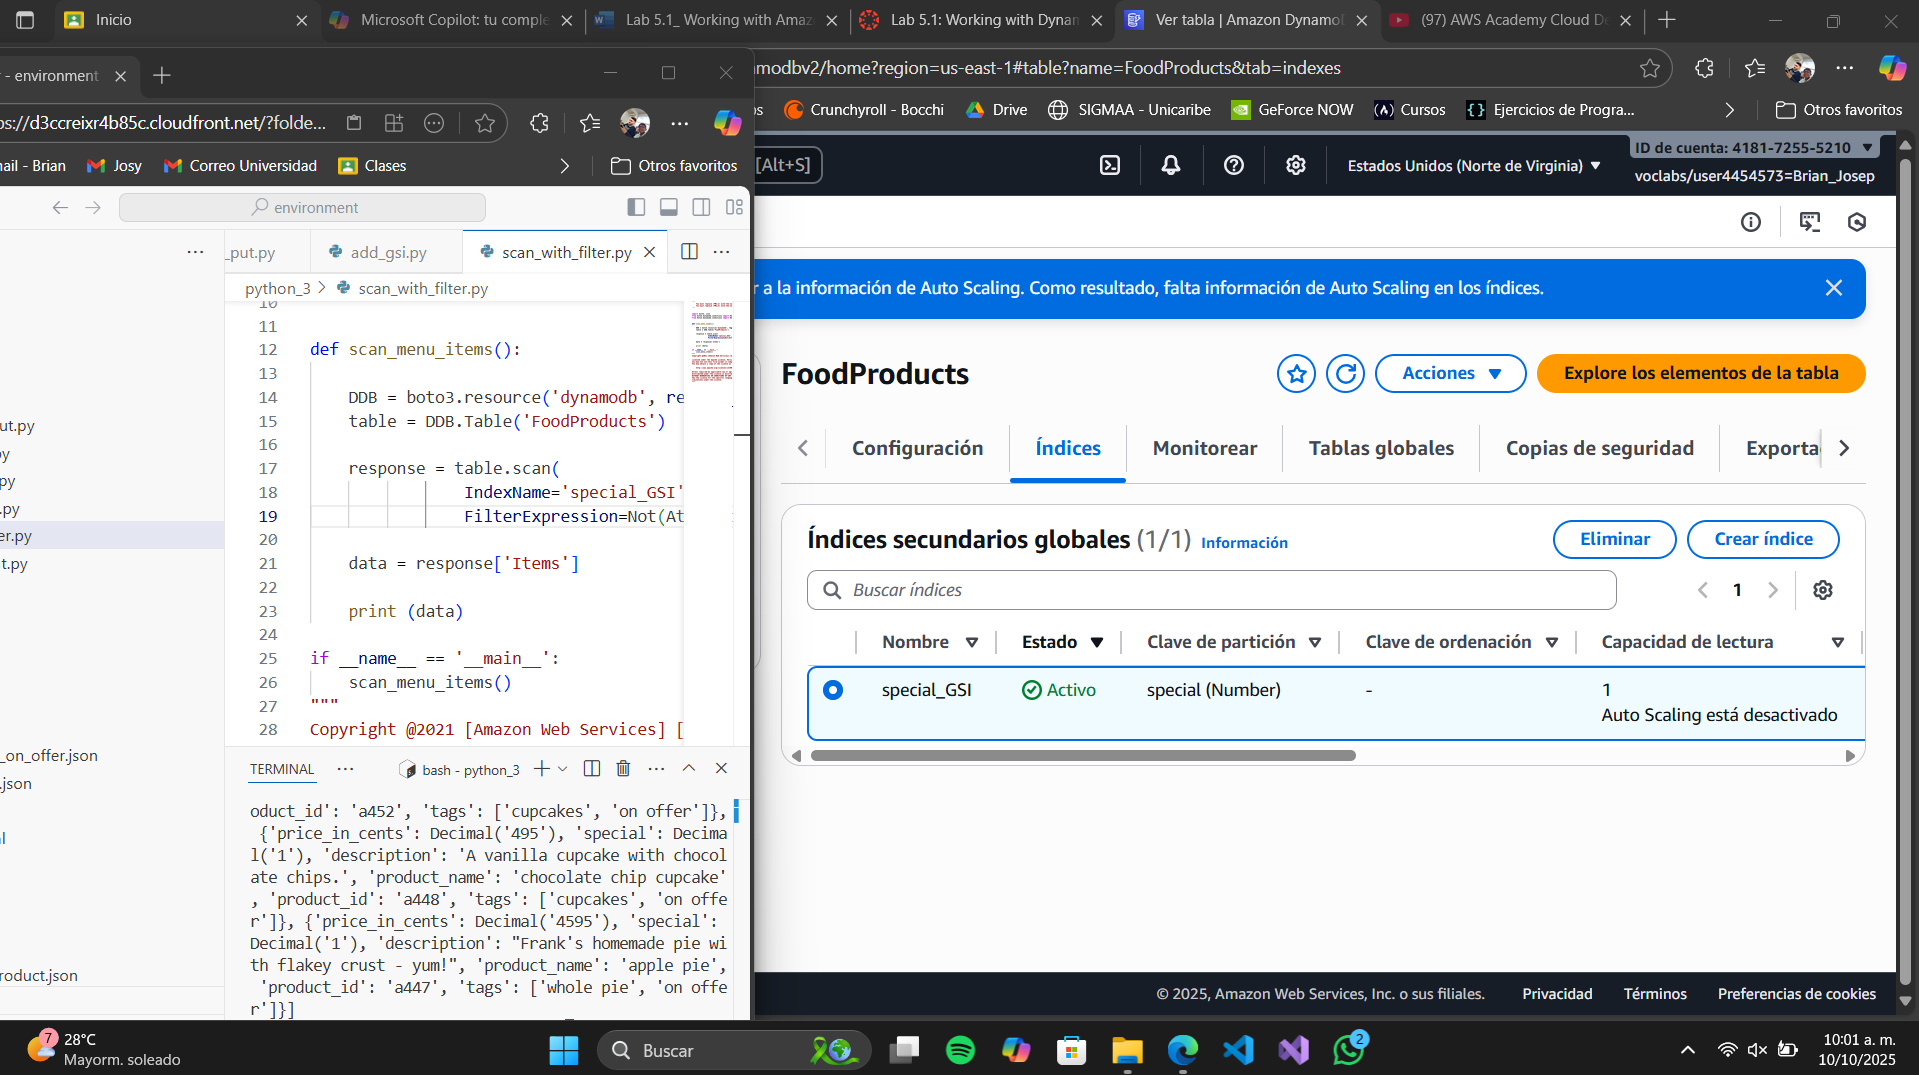 Inicio
Microsoft Copilot: tu comple
Lab 5.1_ Working with Amaz
Lab 5.1: Working with Dynan
Ver tabla | Amazon Dynamo
(97) AWS Academy Cloud D
- environment
modbv2/home?region=us-east-1#table?name=FoodProducts&tab=indexes
ps://d3ccreixr4b85c.cloudfront.net/?folde...
Crunchyroll - Bocchi
Drive
SIGMAA - Unicaribe
GeForce NOW
Cursos
Ejercicios de Progra...
Otros favoritos
nail - Brian
Josy
Correo Universidad
Clases
Otros favoritos
[Alt+S]
Estados Unidos (Norte de Virginia)
ID de cuenta: 4181-7255-5210
voclabs/user4454573=Brian_Josep
environment
_put.py
add_gsi.py
scan_with_filter.py
python_3 > scan_with_filter.py
r a la información de Auto Scaling. Como resultado, falta información de Auto Scaling en los índices.
10
11
12 def scan_menu_items():
13
14 DDB = boto3.resource('dynamodb', re
15 table = DDB.Table('FoodProducts')
16
17 response = table.scan(
18 IndexName='special_GSI'
19 FilterExpression=Not(At
20
21 data = response['Items']
22
23 print (data)
24
25 if __name__ == '__main__':
26 scan_menu_items()
27 """
28 Copyright @2021 [Amazon Web Services] [
ut.py
py
py
.py
er.py
t.py
_on_offer.json
.json
l
roduct.json
TERMINAL
bash - python_3
oduct_id': 'a452', 'tags': ['cupcakes', 'on offer']},
{'price_in_cents': Decimal('495'), 'special': Decima
l('1'), 'description': 'A vanilla cupcake with chocol
ate chips.', 'product_name': 'chocolate chip cupcake'
, 'product_id': 'a448', 'tags': ['cupcakes', 'on offe
r']}, {'price_in_cents': Decimal('4595'), 'special':
Decimal('1'), 'description': "Frank's homemade pie wi
th flakey crust - yum!", 'product_name': 'apple pie',
'product_id': 'a447', 'tags': ['whole pie', 'on offe
r']}]
FoodProducts
Acciones
Explore los elementos de la tabla
Configuración
Índices
Monitorear
Tablas globales
Copias de seguridad
Exporta
Índices secundarios globales (1/1) Información
Eliminar
Crear índice
Buscar índices
1
Nombre
Estado
Clave de partición
Clave de ordenación
Capacidad de lectura
special_GSI
Activo
special (Number)
-
1
Auto Scaling está desactivado
© 2025, Amazon Web Services, Inc. o sus filiales.
Privacidad
Términos
Preferencias de cookies
7
28°C
Mayorm. soleado
Buscar
2
10:01 a. m.
10/10/2025